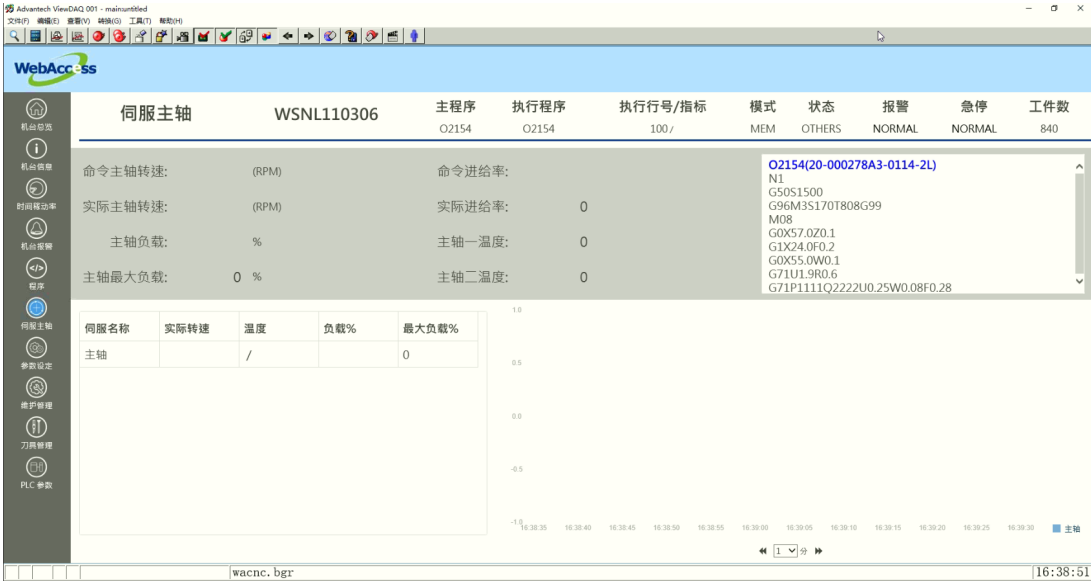 Advantech ViewDAQ 001 - main:untitled
文件(F) 编辑(E) 查看(V) 转换(G) 工具(T) 帮助(H)
WebAccess
伺服主轴 WSNL110306 主程序 执行程序 执行行号/指标 模式 状态 报警 急停 工件数
O2154 O2154 100 / MEM OTHERS NORMAL NORMAL 840
机台总览
机台信息
时间稼动率
机台报警
程序
伺服主轴
参数设定
维护管理
刀具管理
PLC 参数
命令主轴转速: (RPM) 命令进给率:
实际主轴转速: (RPM) 实际进给率: 0
主轴负载: % 主轴一温度: 0
主轴最大负载: 0 % 主轴二温度: 0
O2154(20-000278A3-0114-2L)
N1
G50S1500
G96M3S170T808G99
M08
G0X57.0Z0.1
G1X24.0F0.2
G0X55.0W0.1
G71U1.9R0.6
G71P1111Q2222U0.25W0.08F0.28
伺服名称 实际转速 温度 负载% 最大负载%
主轴 / 0
1.0
0.5
0.0
-0.5
-1.0
16:38:35 16:38:40 16:38:45 16:38:50 16:38:55 16:39:00 16:39:05 16:39:10 16:39:15 16:39:20 16:39:25 16:39:30 主轴
1 分
wacnc.bgr 16:38:51